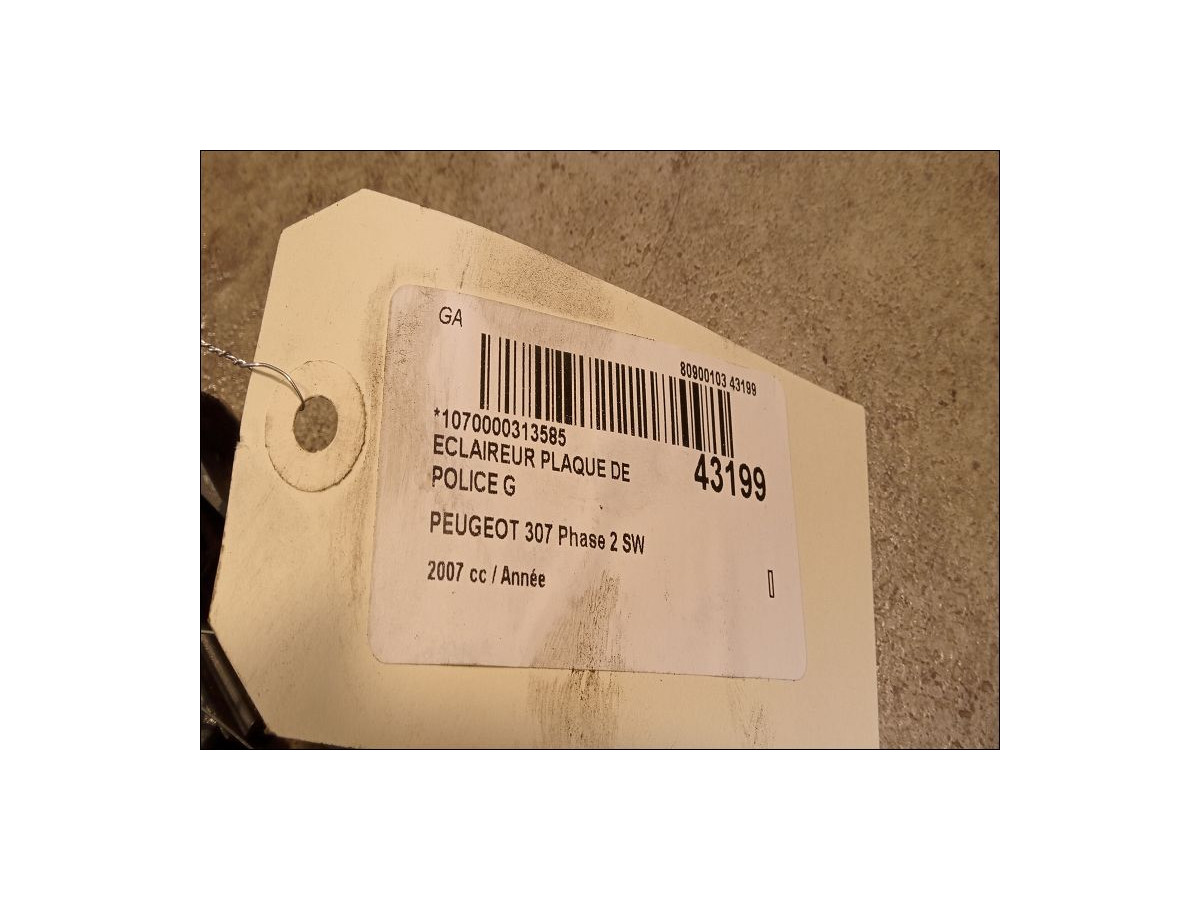 GA
80900103 43199
*1070000313585
ECLAIREUR PLAQUE DE
POLICE G
43199
PEUGEOT 307 Phase 2 SW
2007 cc / Année